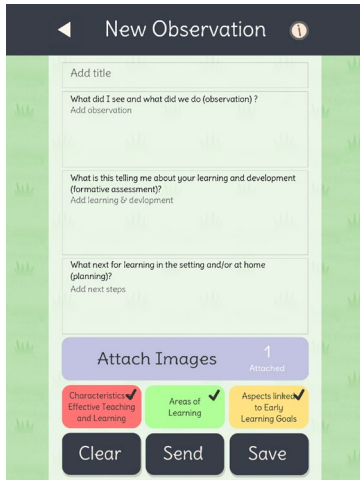 New Observation
Add title
What did I see and what did we do (observation) ?
Add observation
What is this telling me about your learning and development
(formative assessment)?
Add learning & devlopment
What next for learning in the setting and/or at home
(planning)?
Add next steps
Attach Images
1
Attached
Characteristics
Effective Teaching
and Learning
Areas of
Learning
Aspects linked
to Early
Learning Goals
Clear
Send
Save